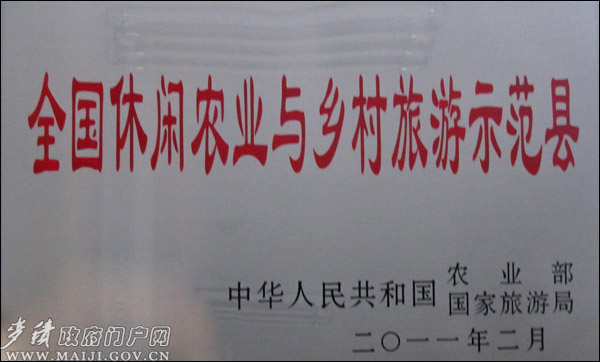 全国休闲农业与乡村旅游示范县
中华人民共和国 农业部
国家旅游局
二〇一一年二月
麦积政府门户网
WWW.MAIJI.GOV.CN